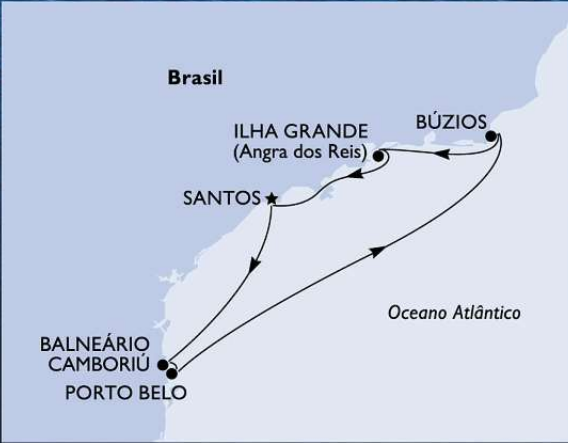 Brasil
BÚZIOS
ILHA GRANDE
(Angra dos Reis)
SANTOS
Oceano Atlântico
BALNEÁRIO
CAMBORIÚ
PORTO BELO